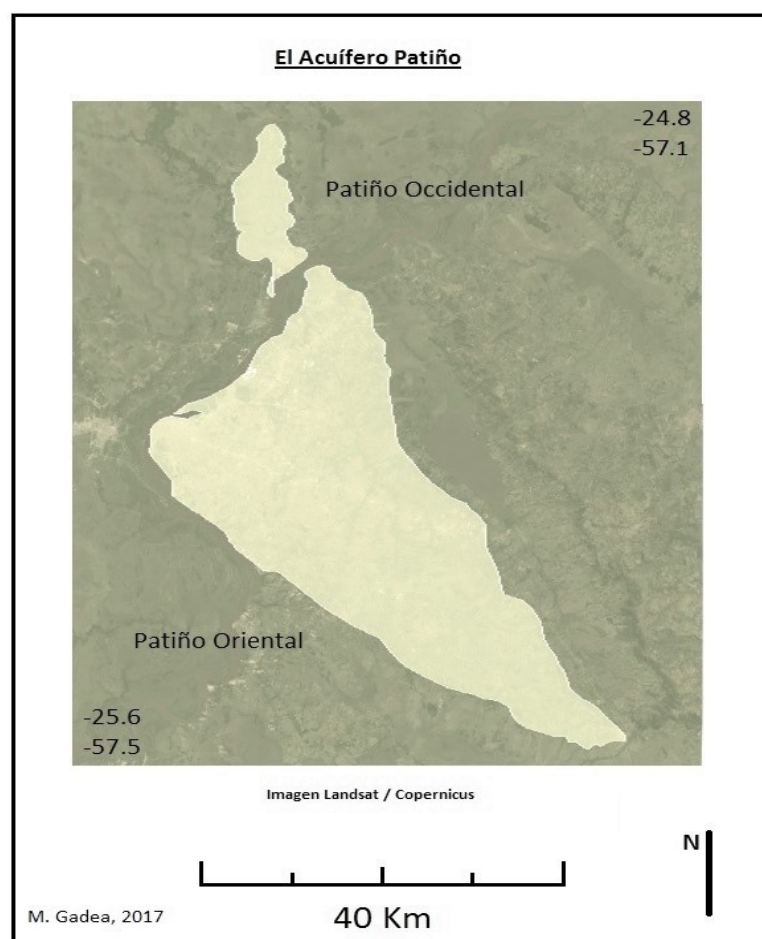 El Acuífero Patiño
-24.8
-57.1
Patiño Occidental
Patiño Oriental
-25.6
-57.5
Imagen Landsat / Copernicus
N
M. Gadea, 2017
40 Km